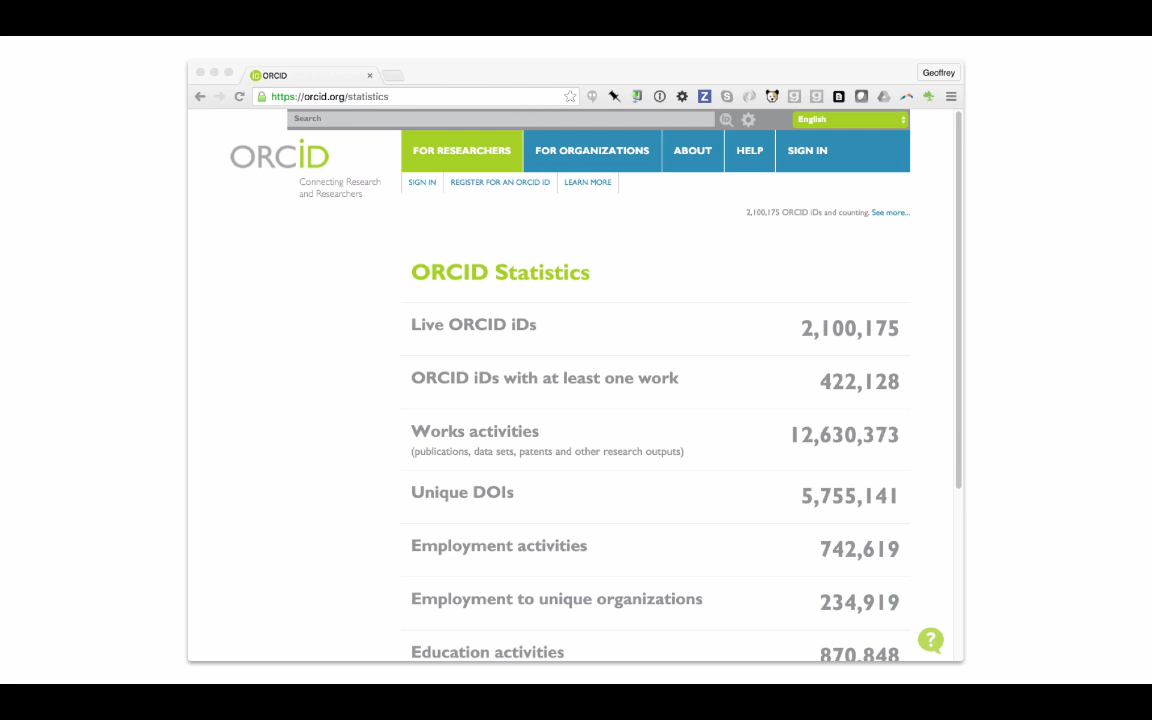 ORCID
Geoffrey
https://orcid.org/statistics
Search
English
ORCID
Connecting Research
and Researchers
FOR RESEARCHERS
FOR ORGANIZATIONS
ABOUT
HELP
SIGN IN
SIGN IN
REGISTER FOR AN ORCID ID
LEARN MORE
2,100,175 ORCID iDs and counting. See more...
ORCID Statistics
Live ORCID iDs 2,100,175
ORCID iDs with at least one work 422,128
Works activities 12,630,373
(publications, data sets, patents and other research outputs)
Unique DOIs 5,755,141
Employment activities 742,619
Employment to unique organizations 234,919
Education activities 870,848